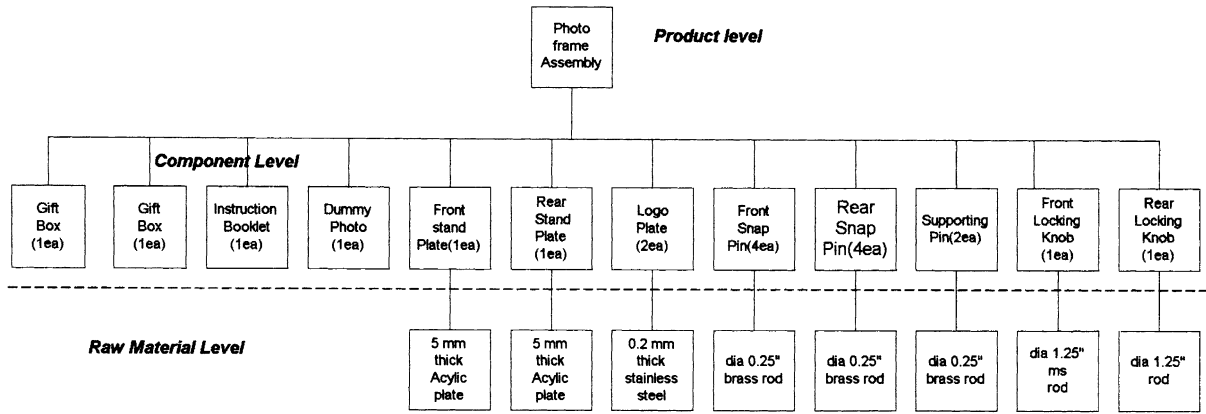 Photo
frame
Assembly
Product level
Component Level
Gift
Box
(1ea)
Gift
Box
(1ea)
Instruction
Booklet
(1ea)
Dummy
Photo
(1ea)
Front
stand
Plate(1ea)
Rear
Stand
Plate
(1ea)
Logo
Plate
(2ea)
Front
Snap
Pin(4ea)
Rear
Snap
Pin(4ea)
Supporting
Pin(2ea)
Front
Locking
Knob
(1ea)
Rear
Locking
Knob
(1ea)
Raw Material Level
5 mm
thick
Acylic
plate
5 mm
thick
Acylic
plate
0.2 mm
thick
stainless
steel
dia 0.25"
brass rod
dia 0.25"
brass rod
dia 0.25"
brass rod
dia 1.25"
ms
rod
dia 1.25"
rod